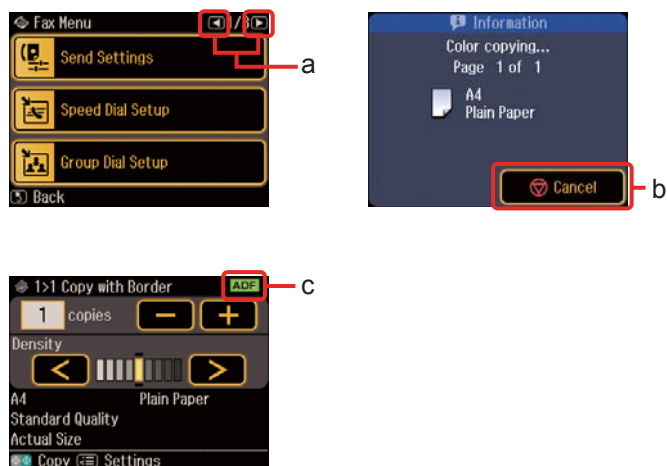 Fax Menu 1/3
Send Settings
Speed Dial Setup
Group Dial Setup
Back
a
Information
Color copying...
Page 1 of 1
A4
Plain Paper
Cancel
b
1>1 Copy with Border ADF
1 copies
Density
A4 Plain Paper
Standard Quality
Actual Size
Copy Settings
c